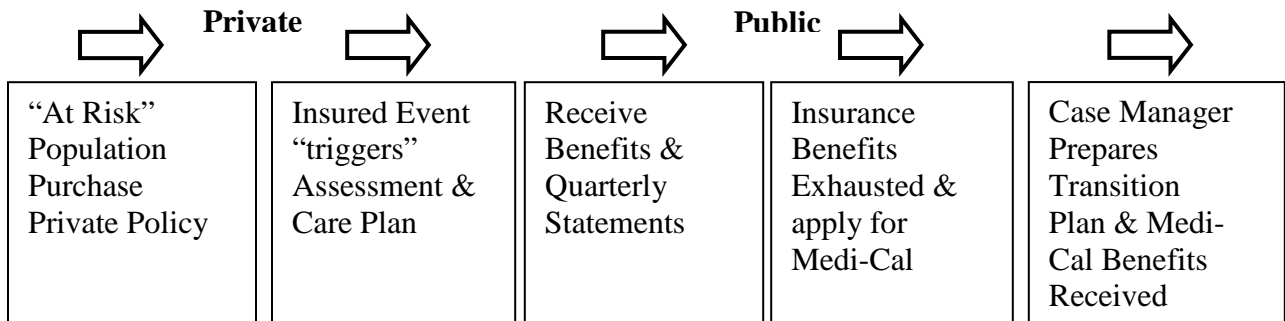 Private
Public
“At Risk”
Population
Purchase
Private Policy
Insured Event
“triggers”
Assessment &
Care Plan
Receive
Benefits &
Quarterly
Statements
Insurance
Benefits
Exhausted &
apply for
Medi-Cal
Case Manager
Prepares
Transition
Plan & Medi-
Cal Benefits
Received